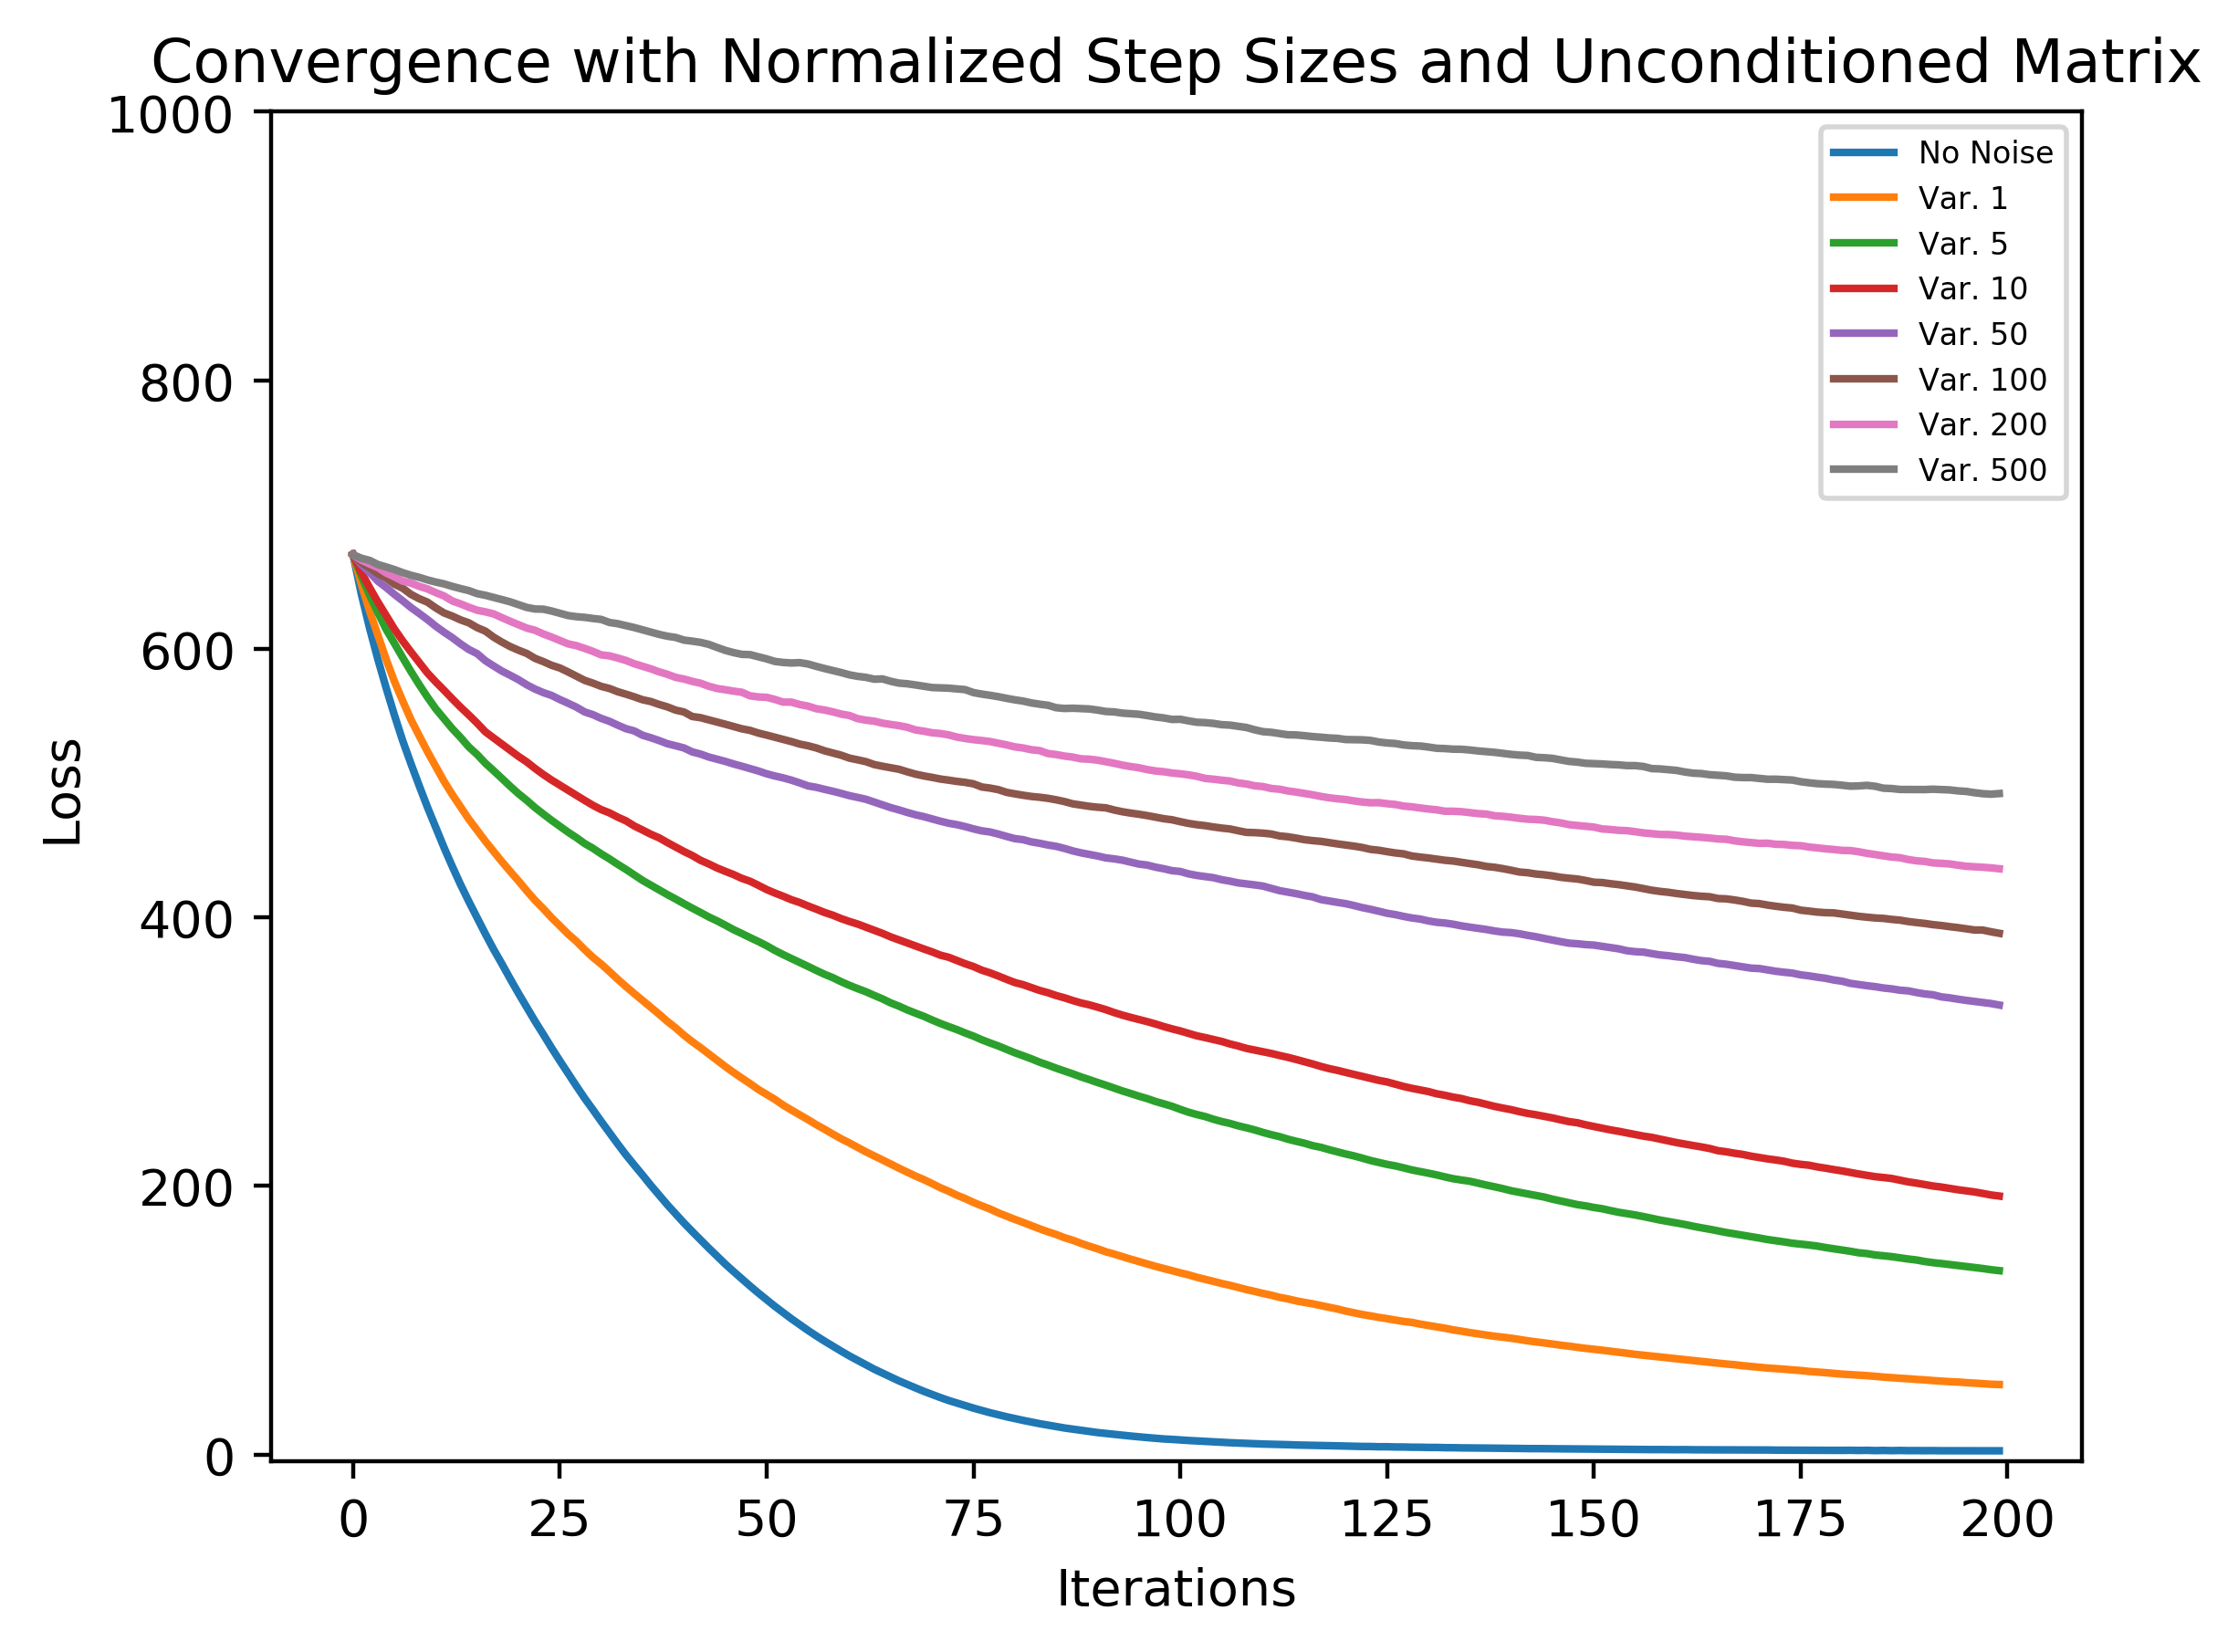 Convergence with Normalized Step Sizes and Unconditioned Matrix
1000
800
600
400
200
0
Loss
No Noise
Var. 1
Var. 5
Var. 10
Var. 50
Var. 100
Var. 200
Var. 500
0 25 50 75 100 125 150 175 200
Iterations